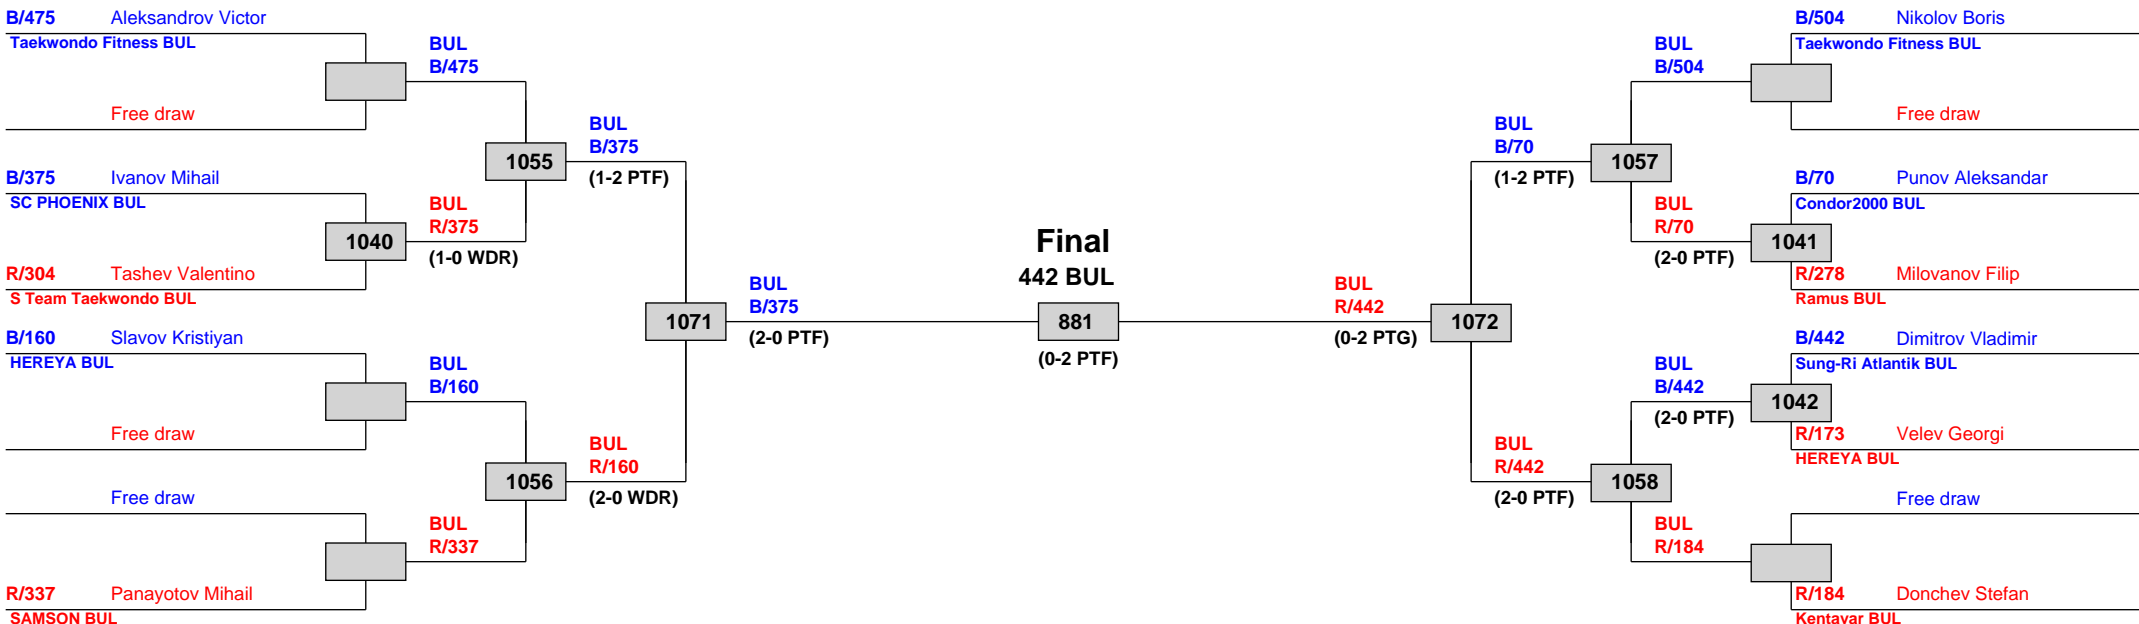 B/475 Aleksandrov Victor
Taekwondo Fitness BUL
Free draw
B/375 Ivanov Mihail
SC PHOENIX BUL
R/304 Tashev Valentino
S Team Taekwondo BUL
B/160 Slavov Kristiyan
HEREYA BUL
Free draw
Free draw
R/337 Panayotov Mihail
SAMSON BUL
BUL
B/475
1040
BUL
R/375
(1-0 WDR)
BUL
B/160
BUL
R/337
1055
BUL
B/375
(1-2 PTF)
1056
BUL
R/160
(2-0 WDR)
1071
BUL
B/375
(2-0 PTF)
Final
442 BUL
881
(0-2 PTF)
BUL
R/442
(0-2 PTG)
1072
BUL
B/70
(1-2 PTF)
1057
BUL
R/442
(2-0 PTF)
1058
BUL
B/504
BUL
R/70
(2-0 PTF)
1041
BUL
B/442
(2-0 PTF)
1042
BUL
R/184
B/504 Nikolov Boris
Taekwondo Fitness BUL
Free draw
B/70 Punov Aleksandar
Condor2000 BUL
R/278 Milovanov Filip
Ramus BUL
B/442 Dimitrov Vladimir
Sung-Ri Atlantik BUL
R/173 Velev Georgi
HEREYA BUL
Free draw
R/184 Donchev Stefan
Kentavar BUL